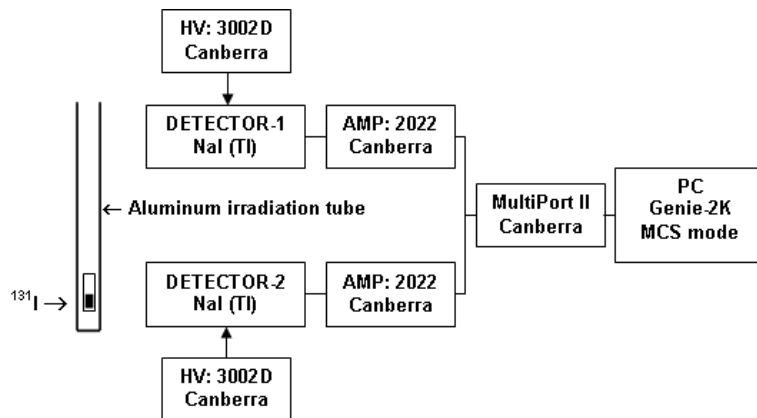 HV: 3002D
Canberra
DETECTOR-1
NaI (Tl)
AMP: 2022
Canberra
← Aluminum irradiation tube
MultiPort II
Canberra
PC
Genie-2K
MCS mode
DETECTOR-2
NaI (Tl)
AMP: 2022
Canberra
¹³¹I →
HV: 3002D
Canberra